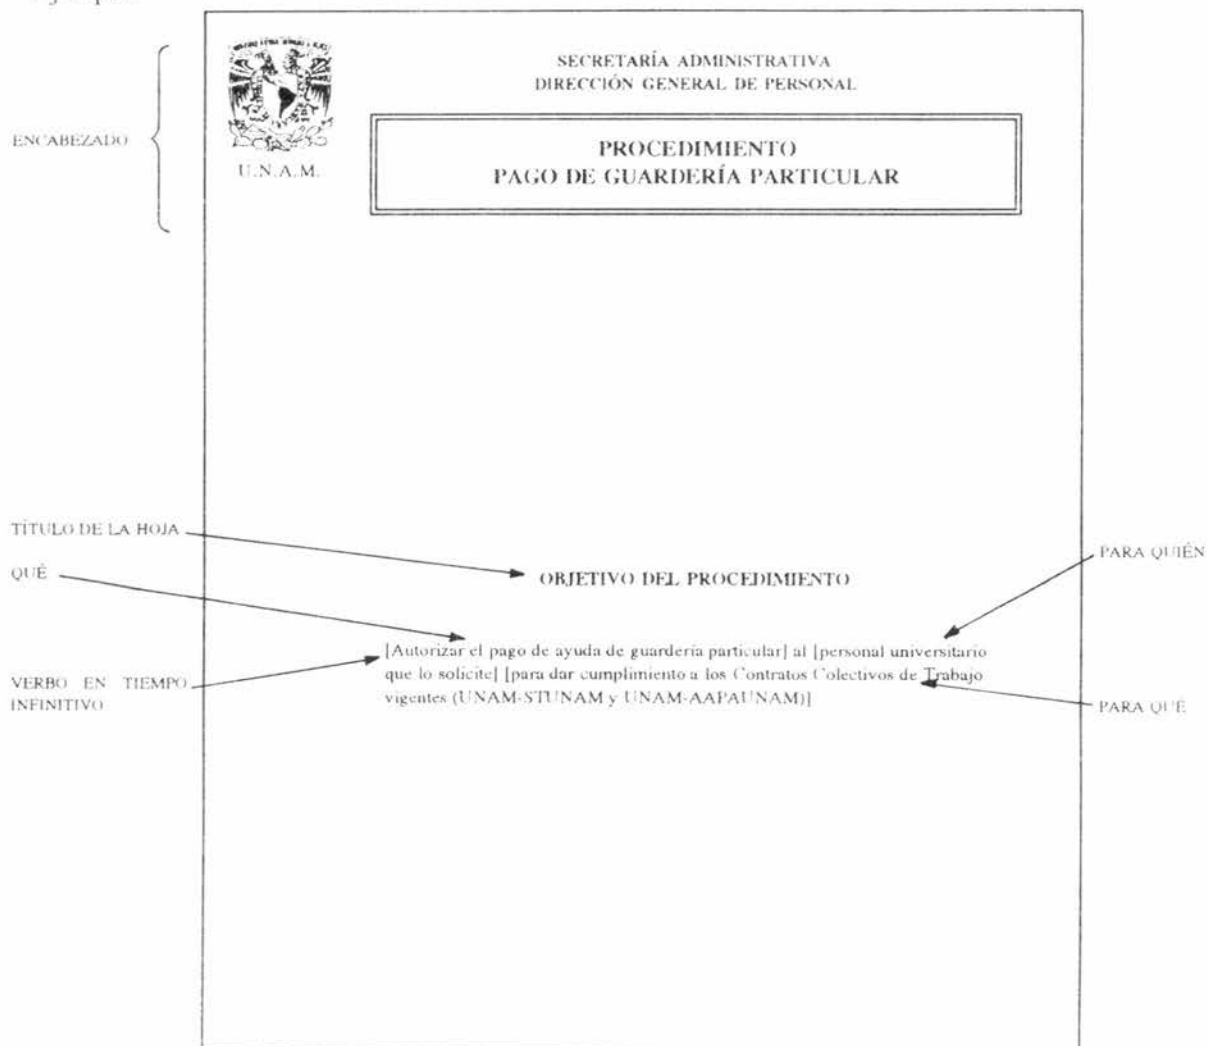 SECRETARÍA ADMINISTRATIVA
DIRECCIÓN GENERAL DE PERSONAL
ENCABEZADO
U.N.A.M.
PROCEDIMIENTO
PAGO DE GUARDERÍA PARTICULAR
TÍTULO DE LA HOJA
QUÉ
PARA QUIÉN
OBJETIVO DEL PROCEDIMIENTO
VERBO EN TIEMPO
INFINITIVO
[Autorizar el pago de ayuda de guardería particular] al [personal universitario
que lo solicite] [para dar cumplimiento a los Contratos Colectivos de Trabajo
vigentes (UNAM-STUNAM y UNAM-AAPAUNAM)]
PARA QUÉ